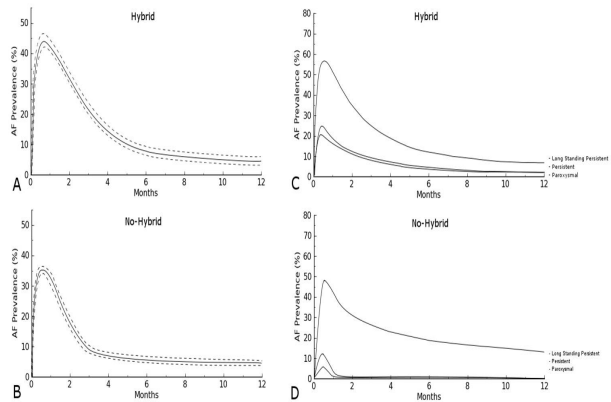 Hybrid
AF Prevalence (%)
50
40
30
20
10
0
0 2 4 6 8 10 12
Months
A
Hybrid
AF Prevalence (%)
80
70
60
50
40
30
20
10
0
0 2 4 6 8 10 12
Months
C
- Long Standing Persistent
- Persistent
- Paroxysmal
No-Hybrid
AF Prevalence (%)
50
40
30
20
10
0
0 2 4 6 8 10 12
Months
B
No-Hybrid
AF Prevalence (%)
80
70
60
50
40
30
20
10
0
0 2 4 6 8 10 12
Months
D
- Long Standing Pesistent
- Pesistent
- Paroxysmal